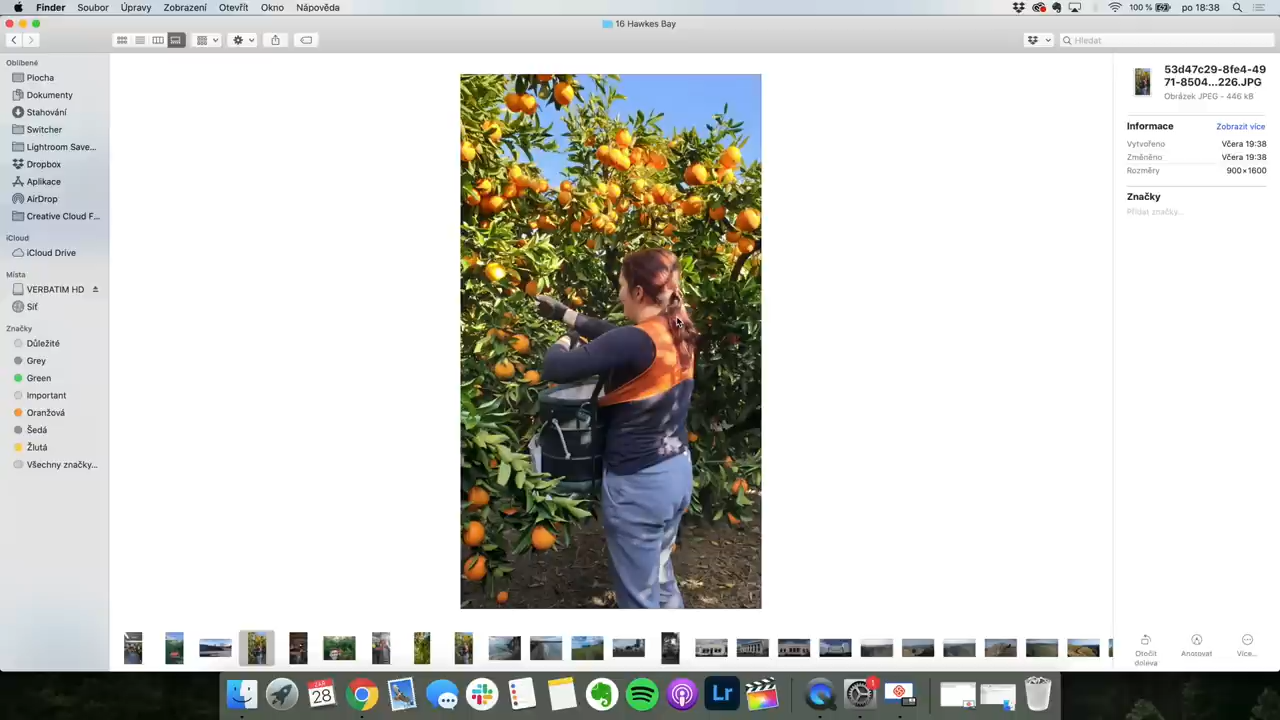 Finder Soubor Úpravy Zobrazení Otevřít Okno Nápověda
100 % po 18:38
16 Hawkes Bay
Hledat
Oblíbené
Plocha
Dokumenty
Stahování
Switcher
Lightroom Save...
Dropbox
Aplikace
AirDrop
Creative Cloud F...
iCloud
iCloud Drive
Místa
VERBATIM HD
Síť
Značky
Důležité
Grey
Green
Important
Oranžová
Šedá
Žlutá
Všechny značky...
53d47c29-8fe4-49
71-8504...226.JPG
Obrázek JPEG - 446 kB
Informace Zobrazit více
Vytvořeno Včera 19:38
Změněno Včera 19:38
Rozměry 900×1600
Značky
Přidat značky...
Otočit doleva
Anotovat
Více...
ZÁŘ
28
Lr
1